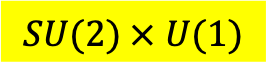 𝑆𝑈(2) × 𝑈(1)